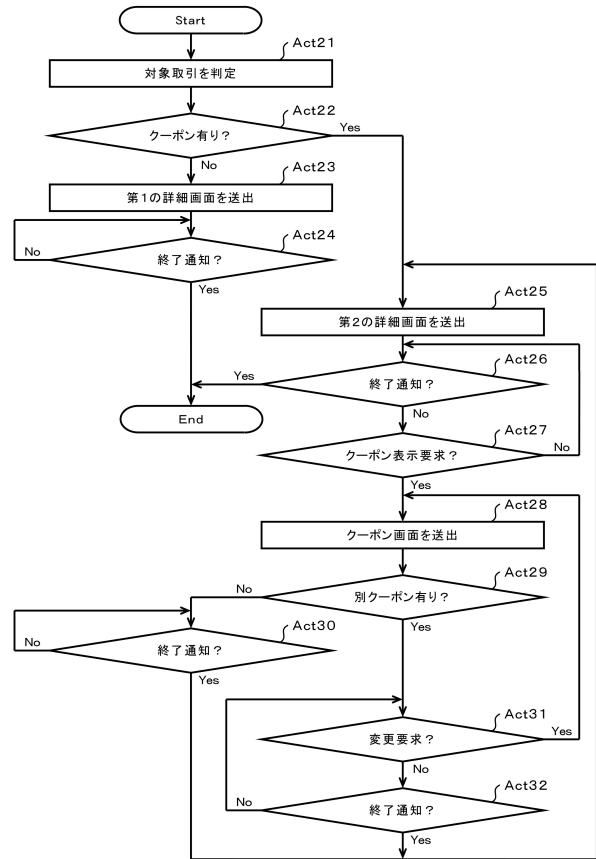 Start
Act21
対象取引を判定
Act22
クーポン有り?
Yes
No
Act23
第1の詳細画面を送出
Act24
No
終了通知?
Yes
Act25
第2の詳細画面を送出
Act26
Yes
終了通知?
No
End
Act27
クーポン表示要求?
No
Yes
Act28
クーポン画面を送出
Act29
No
別クーポン有り?
Yes
Act30
No
終了通知?
Yes
Act31
変更要求?
Yes
No
Act32
No
終了通知?
Yes